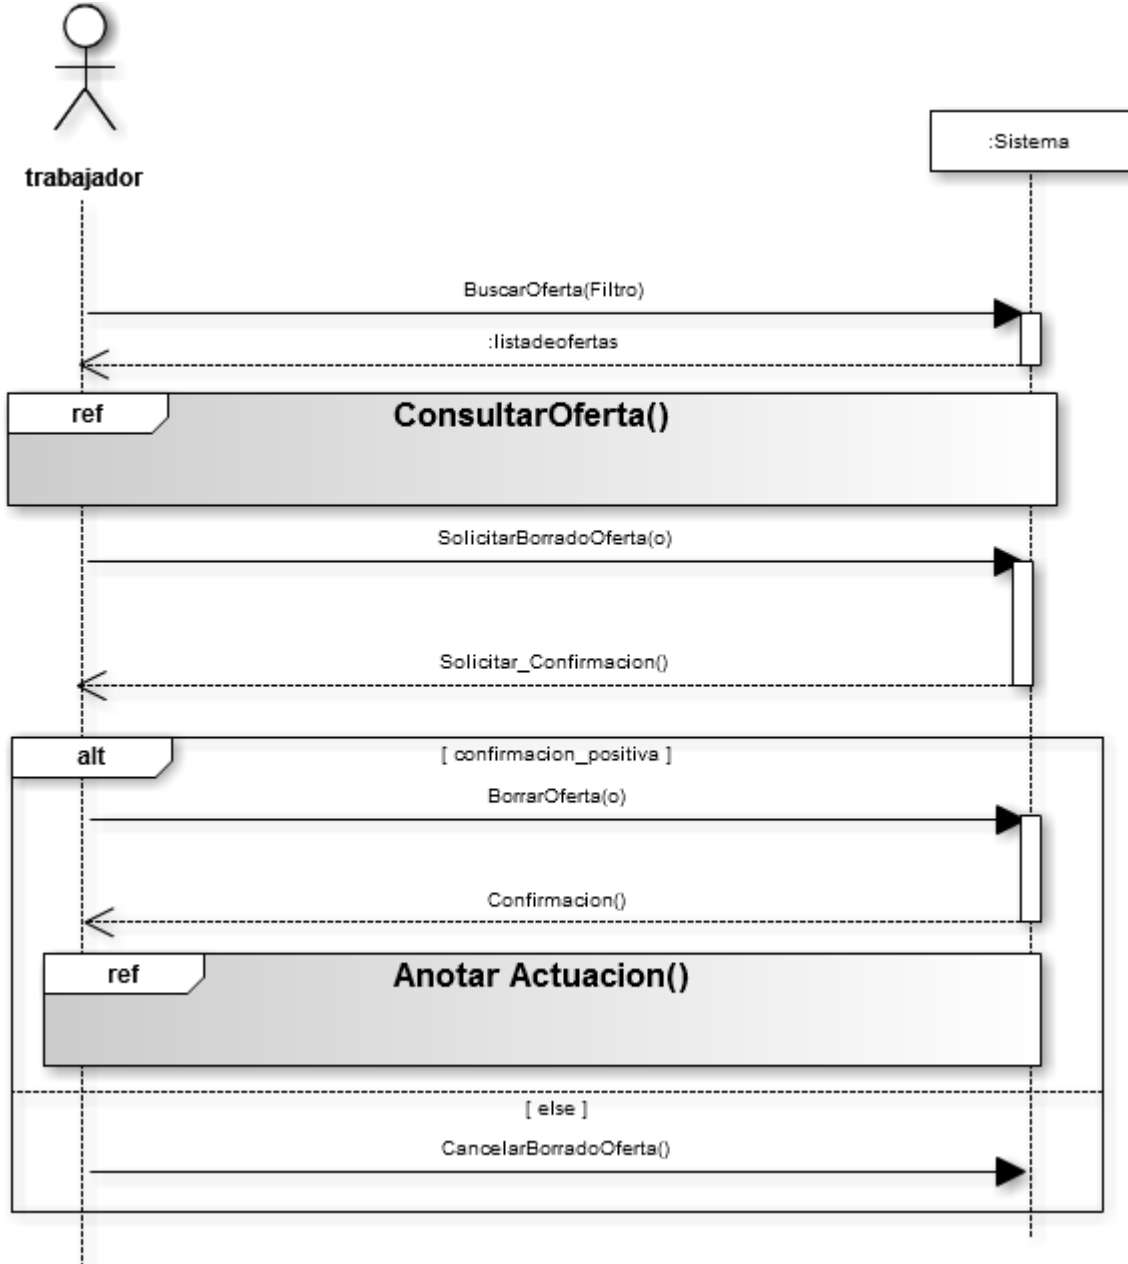 trabajador
:Sistema
BuscarOferta(Filtro)
:listadeofertas
ref
ConsultarOferta()
SolicitarBorradoOferta(o)
Solicitar_Confirmacion()
alt
[ confirmacion_positiva ]
BorrarOferta(o)
Confirmacion()
ref
Anotar Actuacion()
[ else ]
CancelarBorradoOferta()